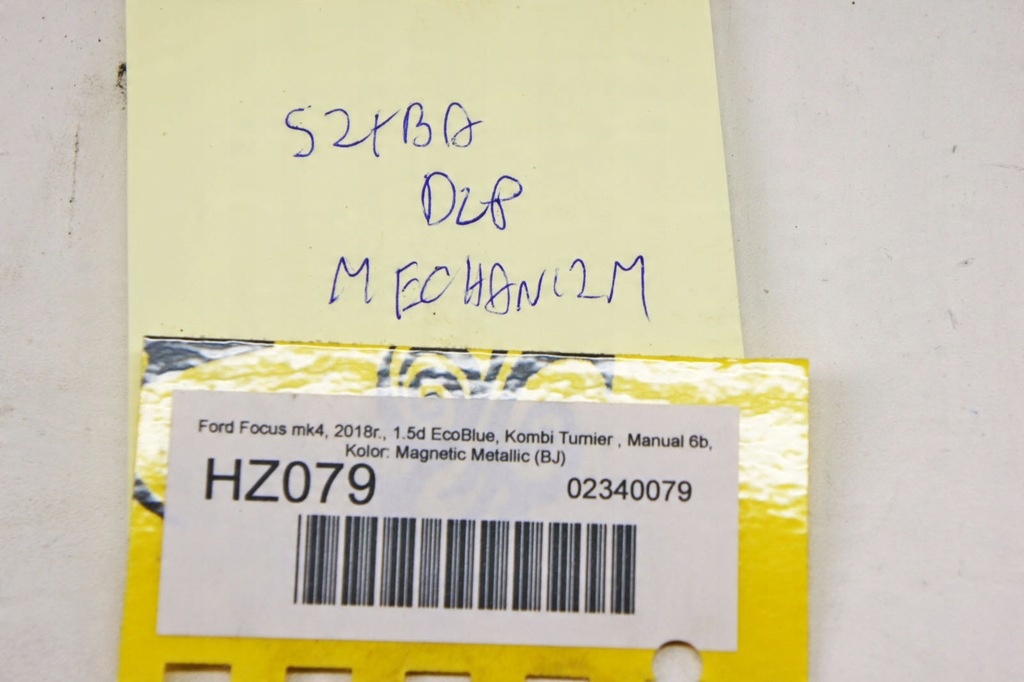 SZYBA
DZP
MECHANIZM
Ford Focus mk4, 2018r., 1.5d EcoBlue, Kombi Turnier , Manual 6b,
Kolor: Magnetic Metallic (BJ)
HZ079 02340079